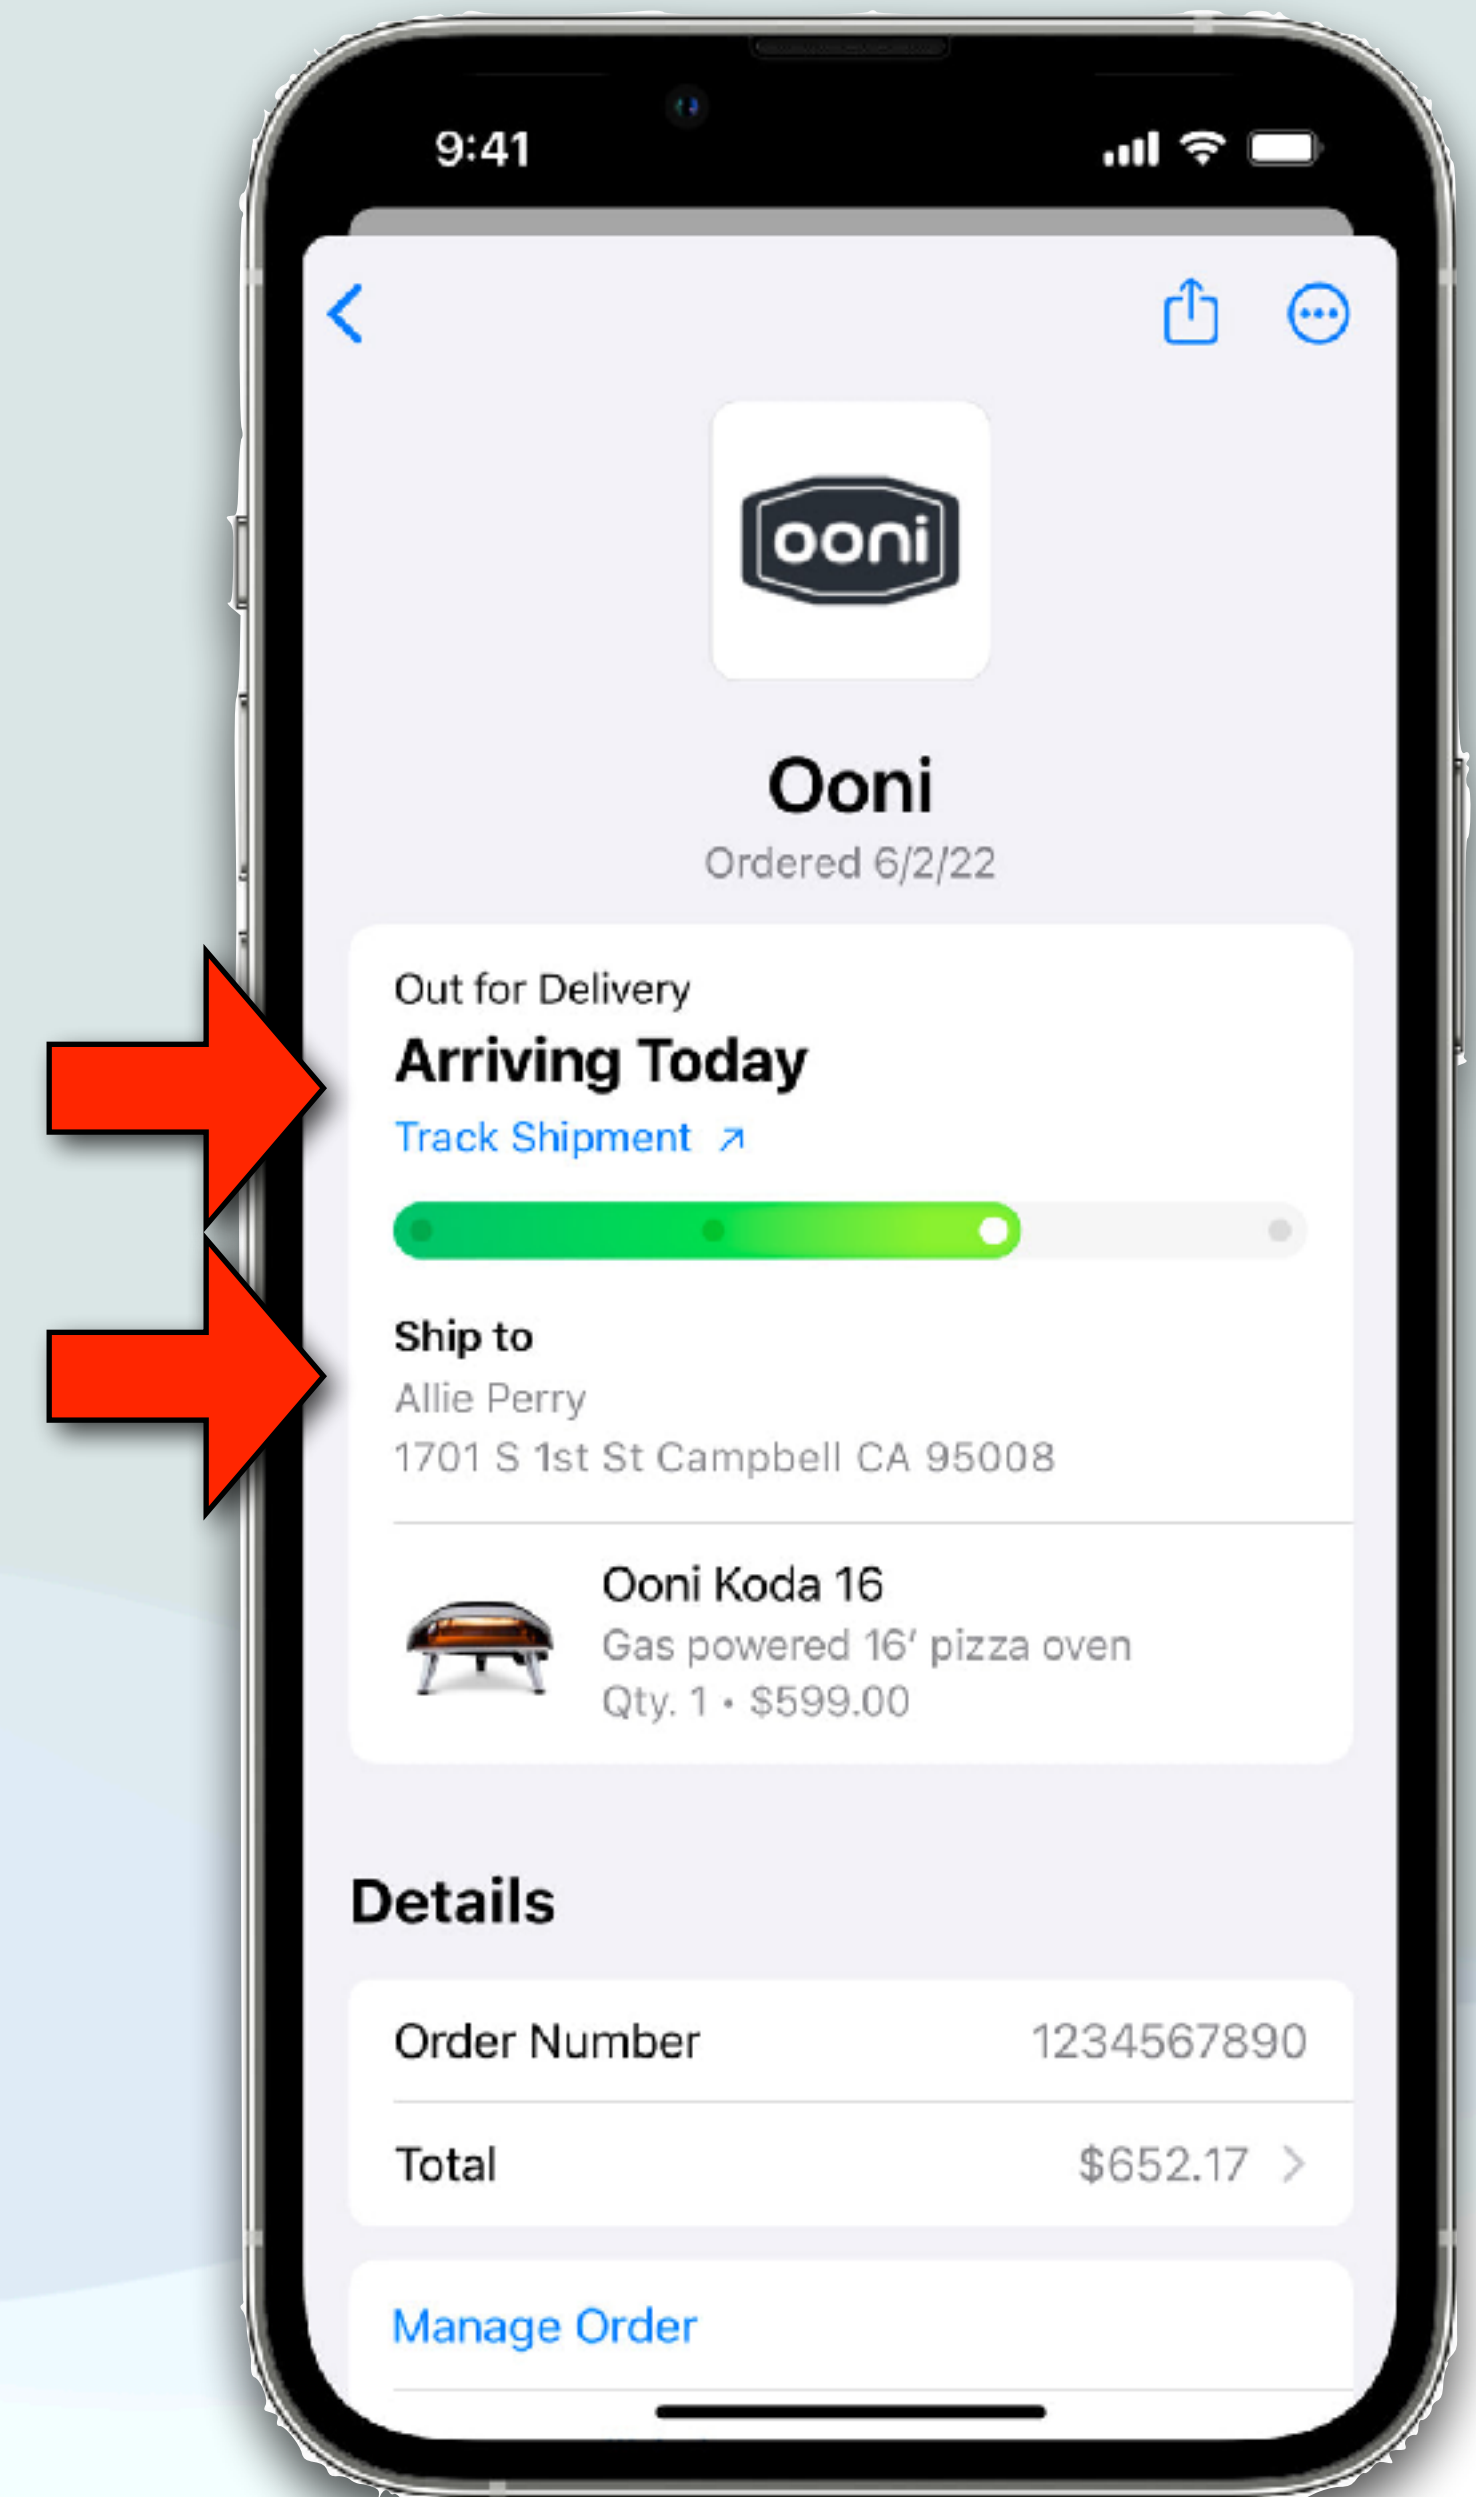 9:41
ooni
Ooni
Ordered 6/2/22
Out for Delivery
Arriving Today
Track Shipment ↗
Ship to
Allie Perry
1701 S 1st St Campbell CA 95008
Ooni Koda 16
Gas powered 16′ pizza oven
Qty. 1 • $599.00
Details
Order Number 1234567890
Total $652.17 >
Manage Order